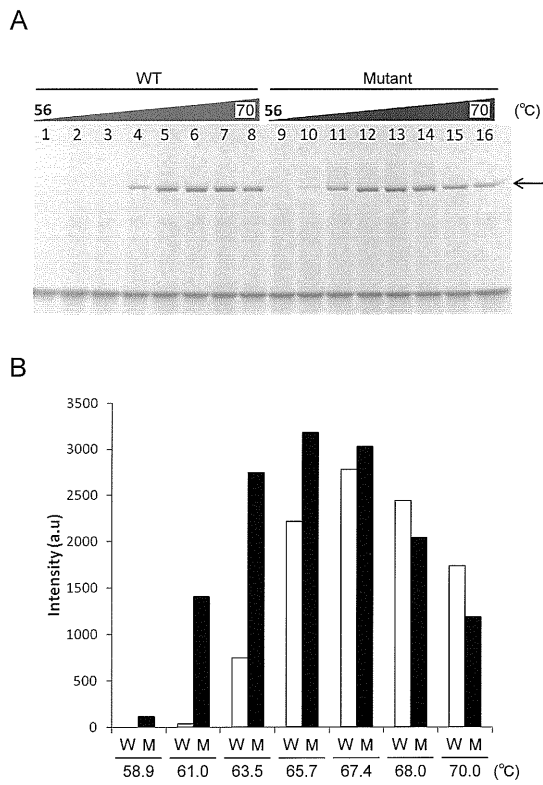 A
WT Mutant
56 70 56 70 (°C)
1 2 3 4 5 6 7 8 9 10 11 12 13 14 15 16
B
3500
3000
2500
2000
1500
1000
500
0
Intensity (a.u)
W M W M W M W M W M W M W M
58.9 61.0 63.5 65.7 67.4 68.0 70.0 (°C)